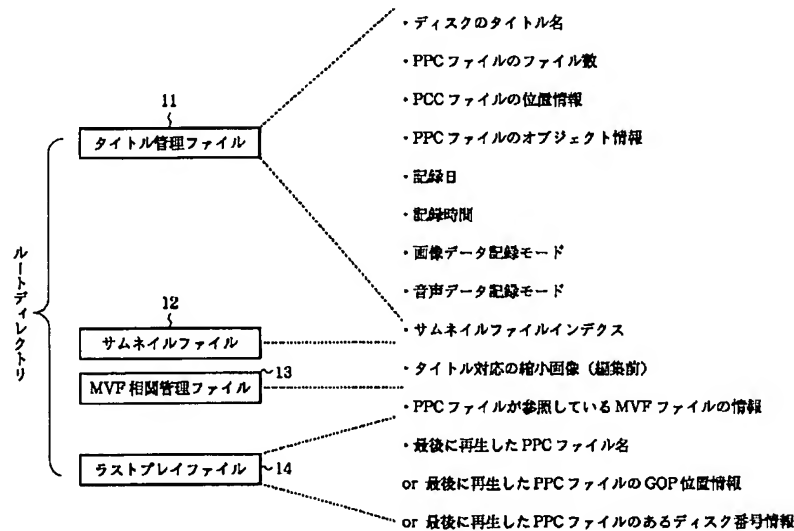 ・ディスクのタイトル名
・PPCファイルのファイル数
・PCCファイルの位置情報
・PPCファイルのオブジェクト情報
・記録日
・記録時間
・画像データ記録モード
・音声データ記録モード
・サムネイルファイルインデクス
・タイトル対応の縮小画像(編集前)
・PPCファイルが参照しているMVFファイルの情報
・最後に再生したPPCファイル名
or 最後に再生したPPCファイルのGOP位置情報
or 最後に再生したPPCファイルのあるディスク番号情報
ルートディレクトリ
11
タイトル管理ファイル
12
サムネイルファイル
13
MVF相関管理ファイル
ラストプレイファイル
14